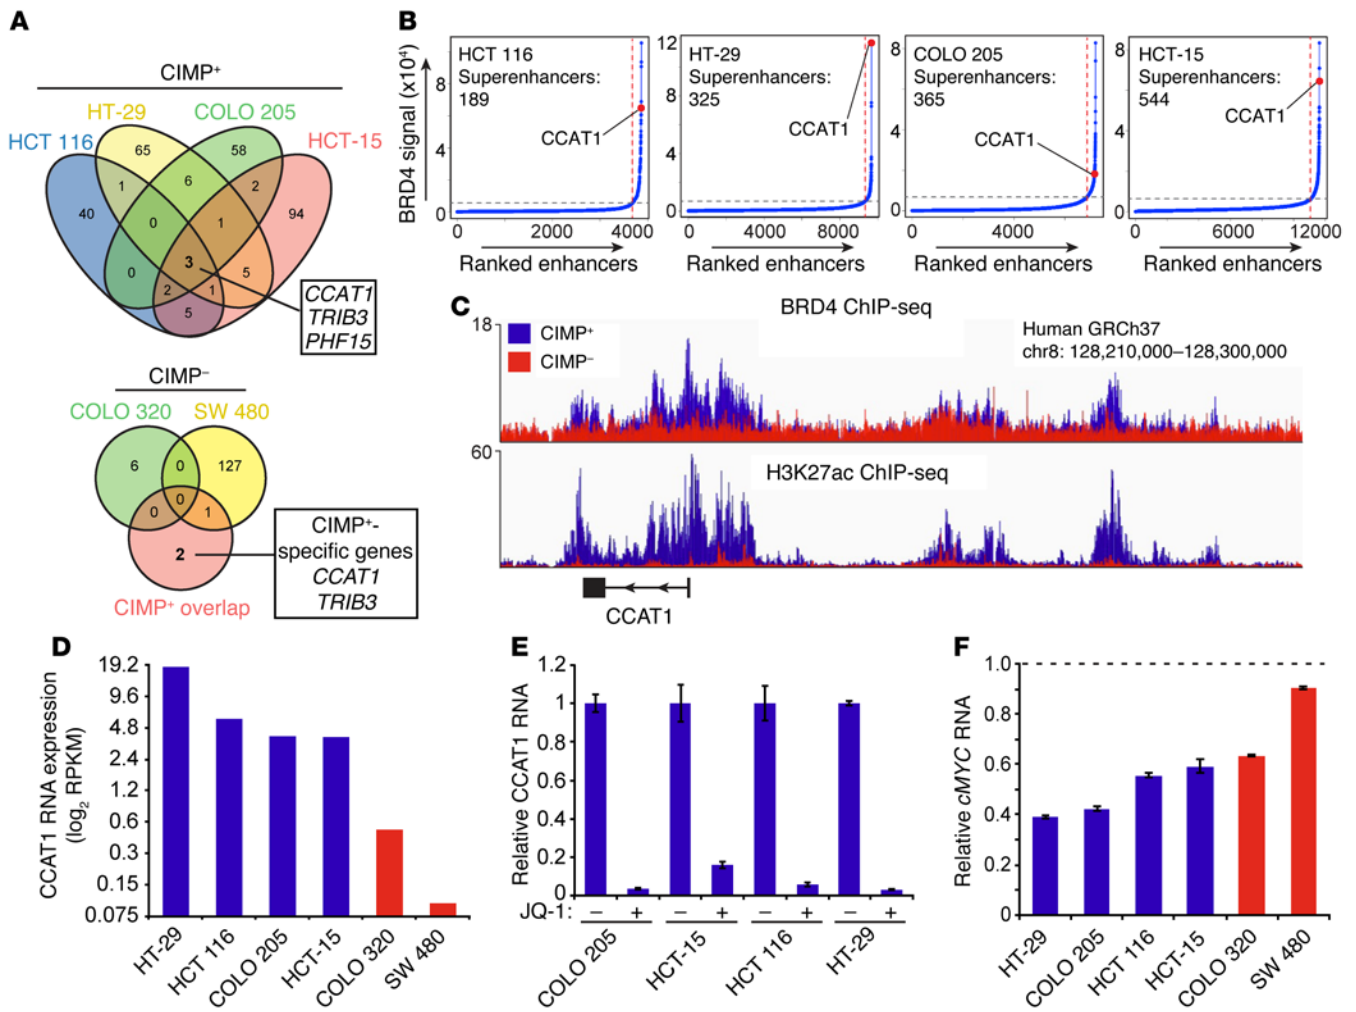 A
CIMP+
HT-29
COLO 205
HCT 116
HCT-15
65
58
1
6
2
40
0
1
94
3
0
5
2
1
5
CCAT1
TRIB3
PHF15
CIMP–
COLO 320
SW 480
6
0
127
0
0
1
2
CIMP+-
specific genes
CCAT1
TRIB3
CIMP+ overlap
B
BRD4 signal (x10⁴)
HCT 116
Superenhancers:
189
CCAT1
8
4
0
0
2000
4000
Ranked enhancers
HT-29
Superenhancers:
325
CCAT1
12
8
4
0
0
4000
8000
Ranked enhancers
COLO 205
Superenhancers:
365
CCAT1
8
4
0
0
4000
Ranked enhancers
HCT-15
Superenhancers:
544
CCAT1
8
4
0
0
6000
12000
Ranked enhancers
C
BRD4 ChIP-seq
18
CIMP+
CIMP–
Human GRCh37
chr8: 128,210,000–128,300,000
60
H3K27ac ChIP-seq
CCAT1
D
CCAT1 RNA expression
(log₂ RPKM)
19.2
9.6
4.8
2.4
1.2
0.6
0.3
0.15
0.075
HT-29
HCT 116
COLO 205
HCT-15
COLO 320
SW 480
E
Relative CCAT1 RNA
1.2
1
0.8
0.6
0.4
0.2
0
JQ-1: – + – + – + – +
COLO 205
HCT-15
HCT 116
HT-29
F
Relative cMYC RNA
1.0
0.8
0.6
0.4
0.2
0
HT-29
COLO 205
HCT 116
HCT-15
COLO 320
SW 480